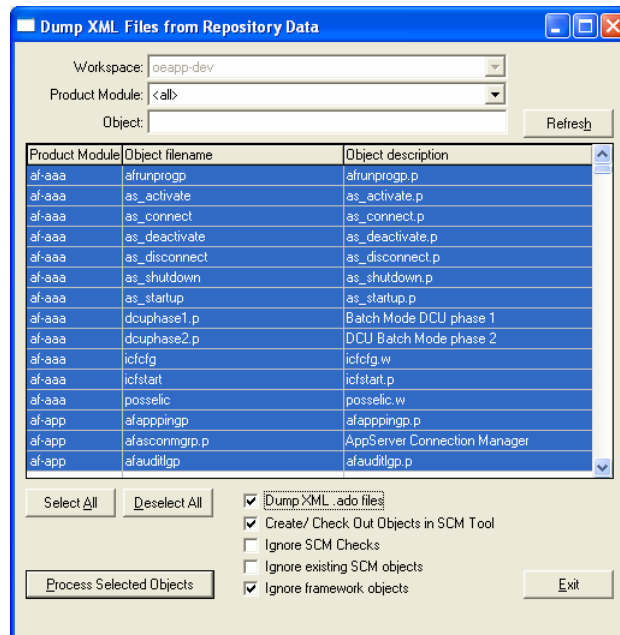 Dump XML Files from Repository Data
Workspace: oeapp-dev
Product Module: <all>
Object:
Refresh
Product Module Object filename Object description
af-aaa afrunprogp afrunprogp.p
af-aaa as_activate as_activate.p
af-aaa as_connect as_connect.p
af-aaa as_deactivate as_deactivate.p
af-aaa as_disconnect as_disconnect.p
af-aaa as_shutdown as_shutdown.p
af-aaa as_startup as_startup.p
af-aaa dcuphase1.p Batch Mode DCU phase 1
af-aaa dcuphase2.p DCU Batch Mode phase 2
af-aaa icfcfg icfcfg.w
af-aaa icfstart icfstart.p
af-aaa posselic posselic.w
af-app afapppingp afapppingp.p
af-app afasconmgrp.p AppServer Connection Manager
af-app afauditlgp afauditlgp.p
Select All Deselect All Dump XML .ado files
Create/ Check Out Objects in SCM Tool
Ignore SCM Checks
Ignore existing SCM objects
Process Selected Objects Ignore framework objects Exit